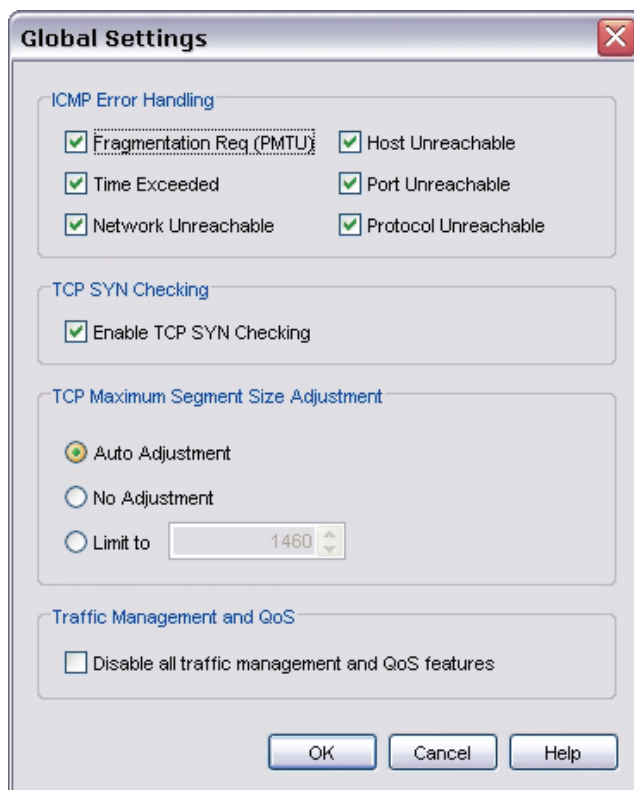 Global Settings
ICMP Error Handling
Fragmentation Req (PMTU)
Host Unreachable
Time Exceeded
Port Unreachable
Network Unreachable
Protocol Unreachable
TCP SYN Checking
Enable TCP SYN Checking
TCP Maximum Segment Size Adjustment
Auto Adjustment
No Adjustment
Limit to 1460
Traffic Management and QoS
Disable all traffic management and QoS features
OK Cancel Help